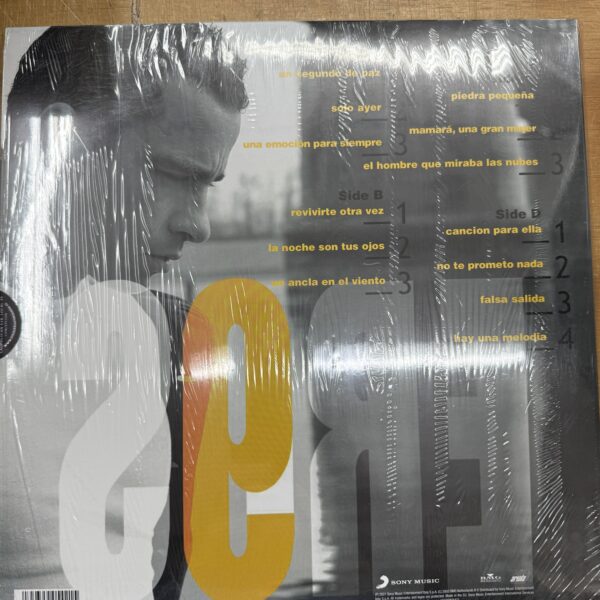 un segundo de paz
solo ayer
una emoción para siempre
3
Side B
revivirte otra vez 1
la noche son tus ojos 2
un ancla en el viento 3
piedra pequeña
mamará, una gran mujer
el hombre que miraba las nubes 3
Side D
cancion para ella 1
no te prometo nada 2
falsa salida 3
hay una melodia 4
SONY MUSIC
BMG